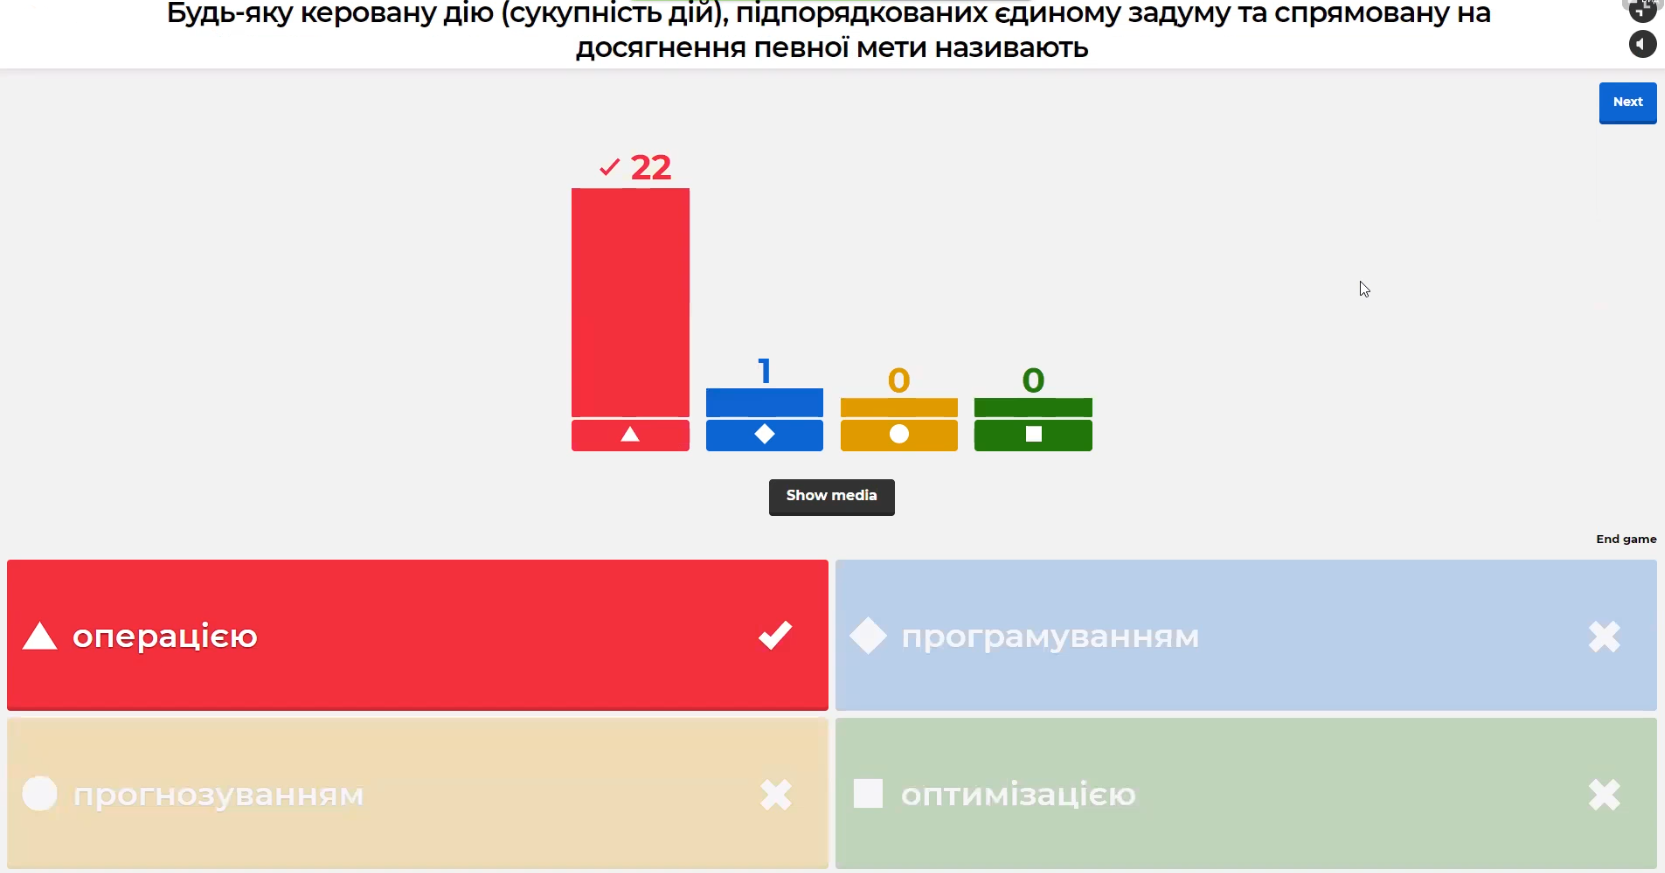 Будь-яку керовану дію (сукупність дій), підпорядкованих єдиному задуму та спрямовану на
досягнення певної мети називають
Next
22
1
0
0
Show media
End game
операцією
програмуванням
прогнозуванням
оптимізацією